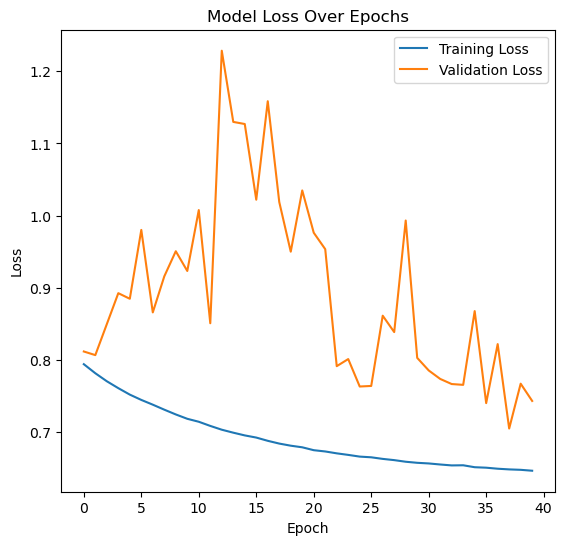 Model Loss Over Epochs
Training Loss
Validation Loss
1.2
1.1
1.0
0.9
0.8
0.7
Loss
0 5 10 15 20 25 30 35 40
Epoch